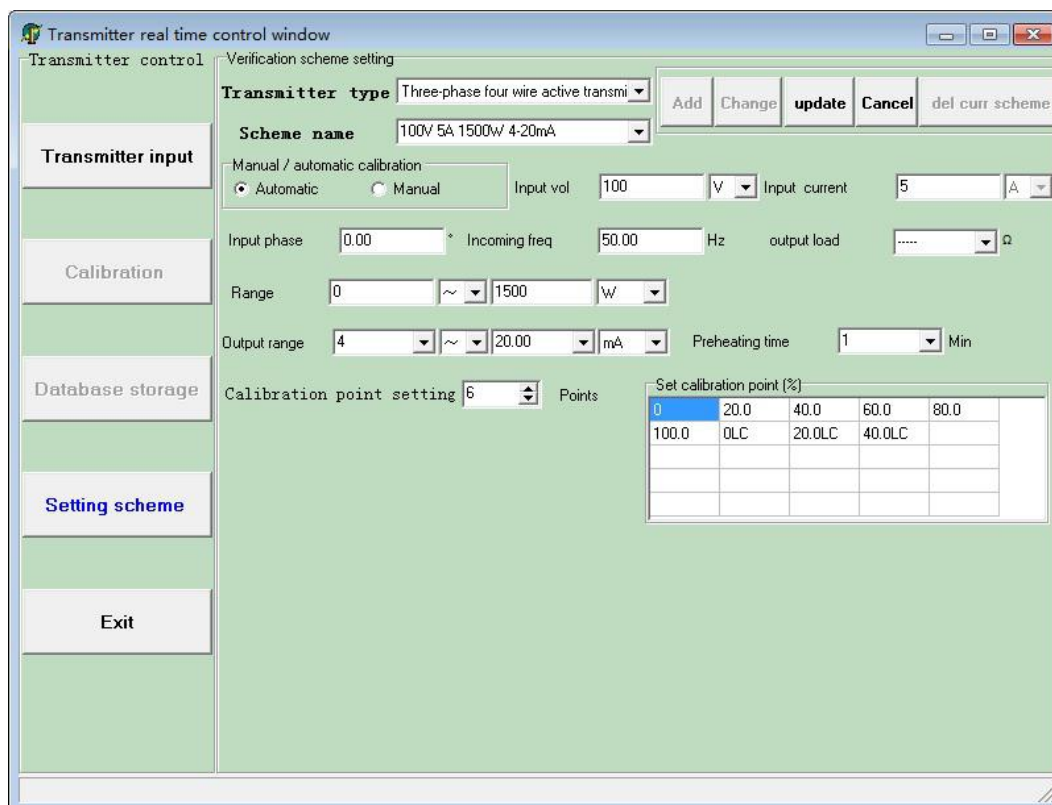 Transmitter real time control window
Transmitter control
Verification scheme setting
Transmitter type Three-phase four wire active transmi
Add Change update Cancel del curr scheme
Scheme name 100V 5A 1500W 4-20mA
Transmitter input
Manual / automatic calibration
Automatic Manual Input vol 100 V Input current 5 A
Input phase 0.00 ° Incoming freq 50.00 Hz output load ----- Ω
Calibration
Range 0 ~ 1500 W
Output range 4 ~ 20.00 mA Preheating time 1 Min
Database storage
Calibration point setting 6 Points
Set calibration point (%)
0 20.0 40.0 60.0 80.0
100.0 0LC 20.0LC 40.0LC
Setting scheme
Exit